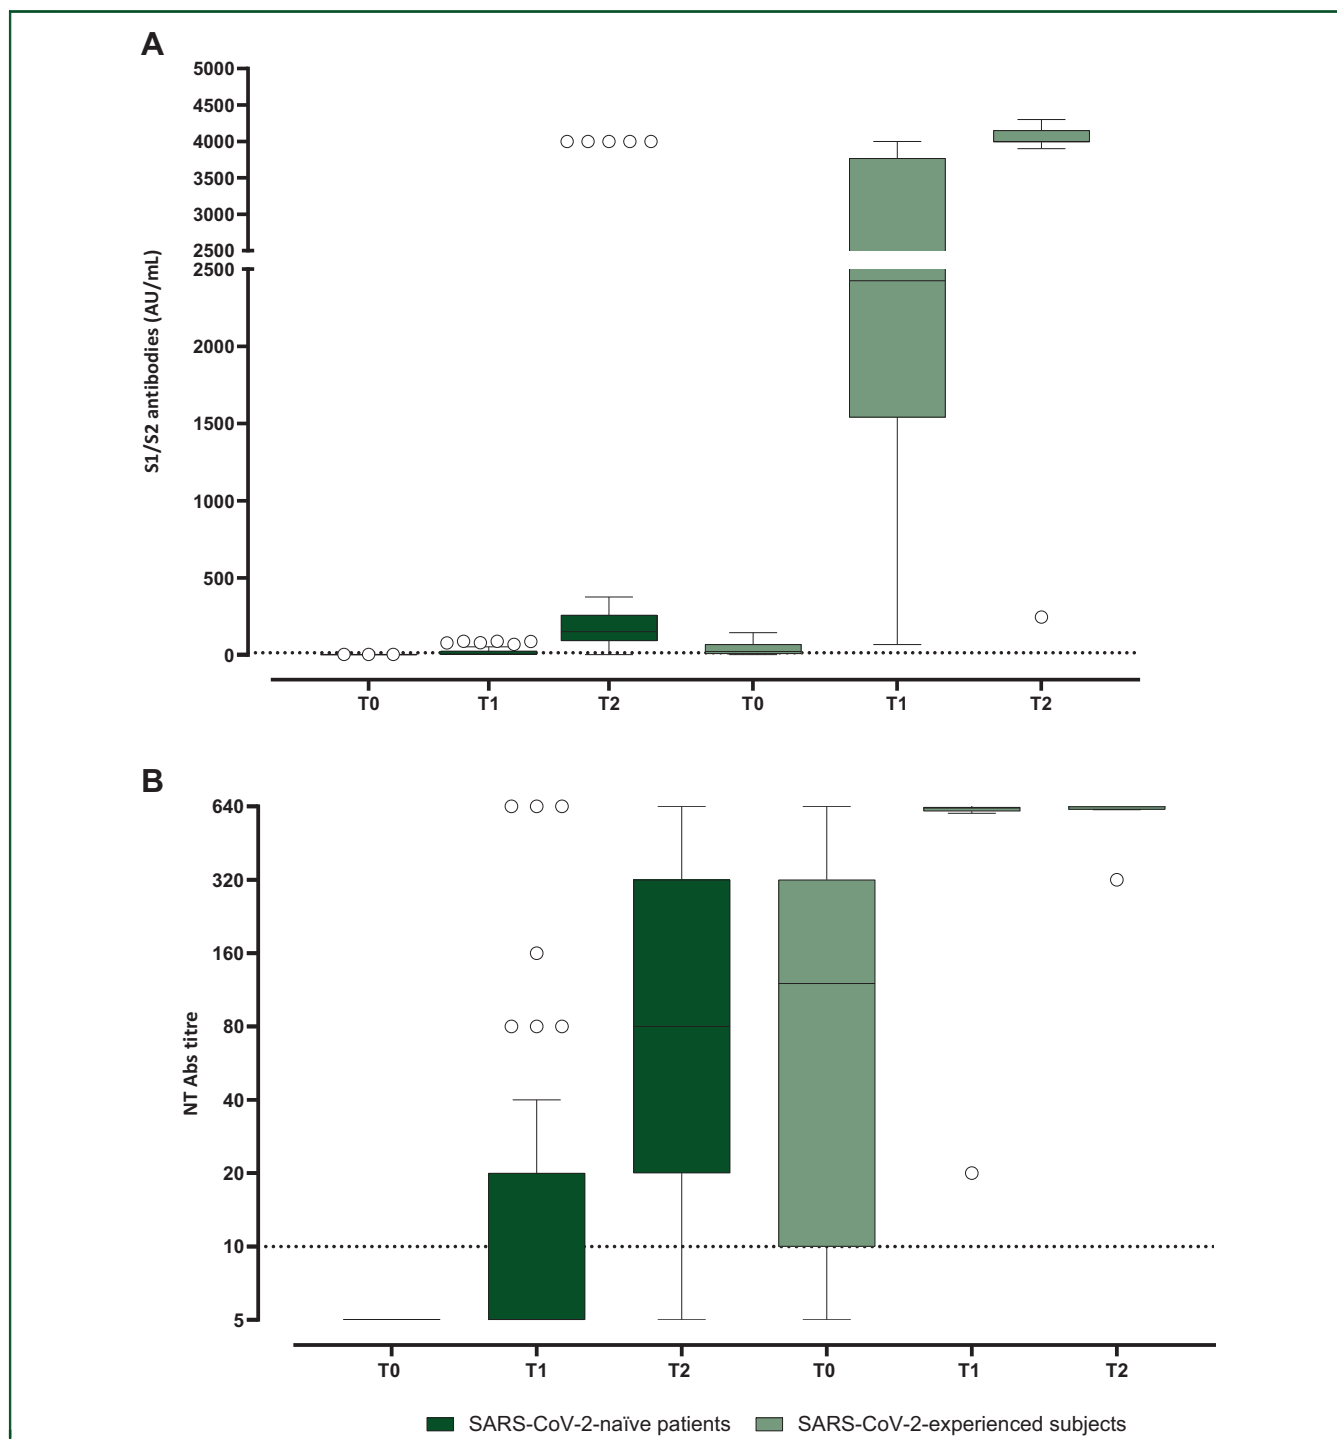 A
5000
4500
4000
3500
3000
2500
2500
2000
1500
1000
500
0
S1/S2 antibodies (AU/mL)
T0 T1 T2 T0 T1 T2
B
640
320
160
80
40
20
10
5
NT Abs titre
T0 T1 T2 T0 T1 T2
SARS-CoV-2-naïve patients SARS-CoV-2-experienced subjects